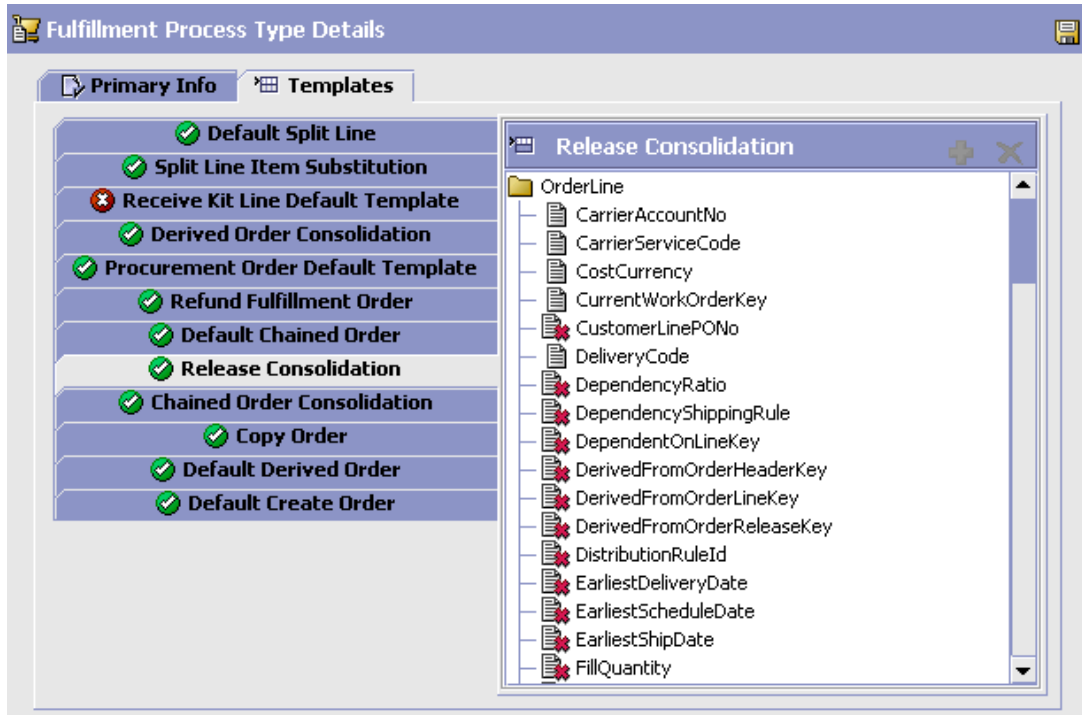 Fulfillment Process Type Details
Primary Info
Templates
Default Split Line
Split Line Item Substitution
Receive Kit Line Default Template
Derived Order Consolidation
Procurement Order Default Template
Refund Fulfillment Order
Default Chained Order
Release Consolidation
Chained Order Consolidation
Copy Order
Default Derived Order
Default Create Order
Release Consolidation
OrderLine
CarrierAccountNo
CarrierServiceCode
CostCurrency
CurrentWorkOrderKey
CustomerLinePONo
DeliveryCode
DependencyRatio
DependencyShippingRule
DependentOnLineKey
DerivedFromOrderHeaderKey
DerivedFromOrderLineKey
DerivedFromOrderReleaseKey
DistributionRuleId
EarliestDeliveryDate
EarliestScheduleDate
EarliestShipDate
FillQuantity